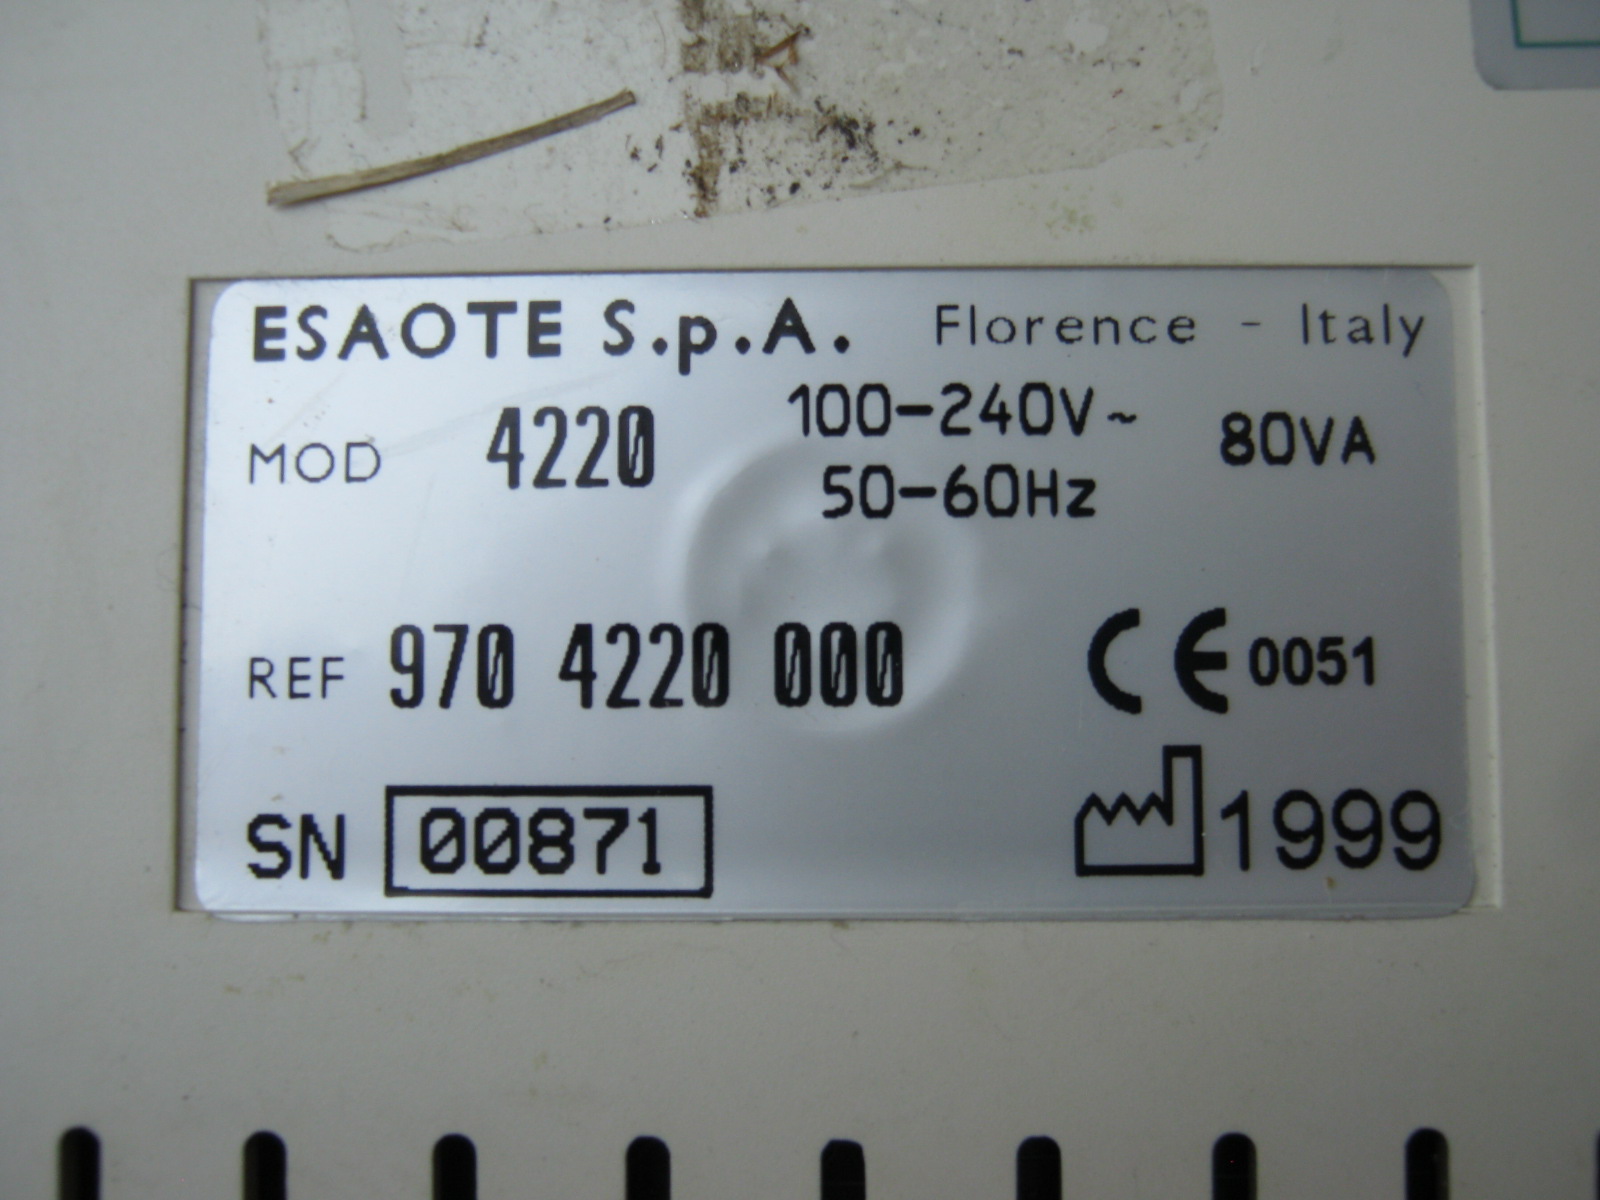 ESAOTE S.p.A. Florence - Italy
MOD 4220 100-240V~ 80VA
50-60Hz
REF 970 4220 000 CE 0051
SN 00871 1999